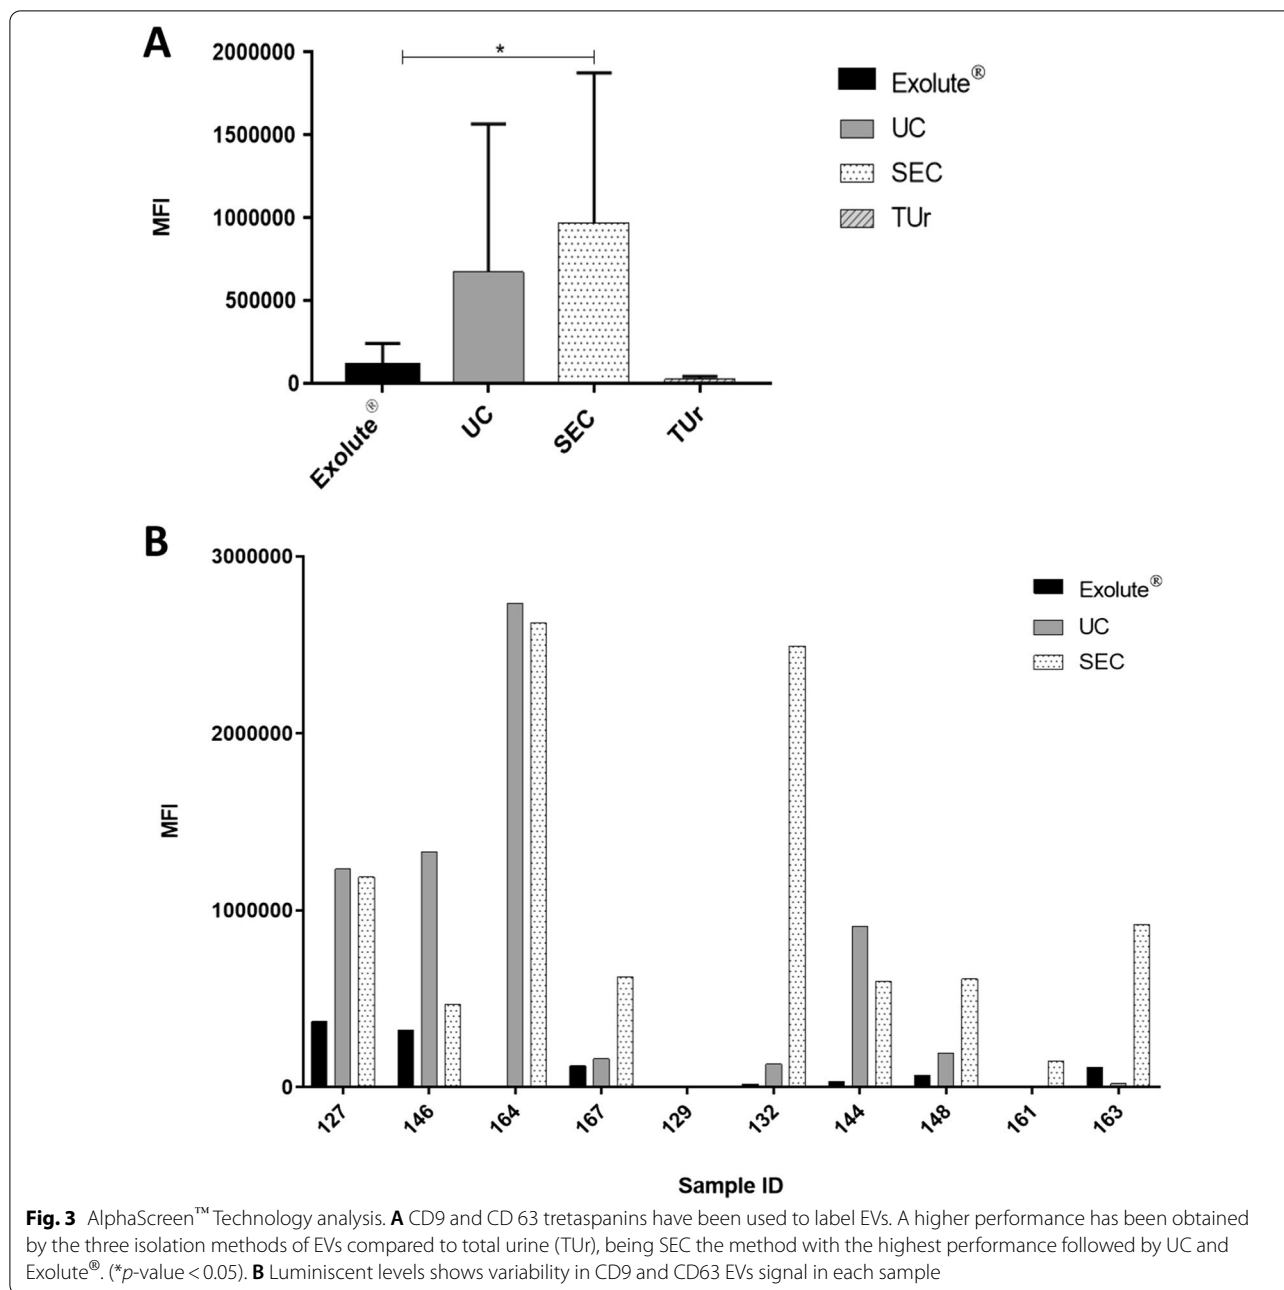 A
*
2000000
1500000
1000000
500000
0
MFI
Exolute®
UC
SEC
TUr
Exolute®
UC
SEC
TUr
B
3000000
2000000
1000000
0
MFI
Exolute®
UC
SEC
127
146
164
167
129
132
144
148
161
163
Sample ID
Fig. 3 AlphaScreen™ Technology analysis. A CD9 and CD 63 tretaspanins have been used to label EVs. A higher performance has been obtained
by the three isolation methods of EVs compared to total urine (TUr), being SEC the method with the highest performance followed by UC and
Exolute®. (*p-value < 0.05). B Luminiscent levels shows variability in CD9 and CD63 EVs signal in each sample